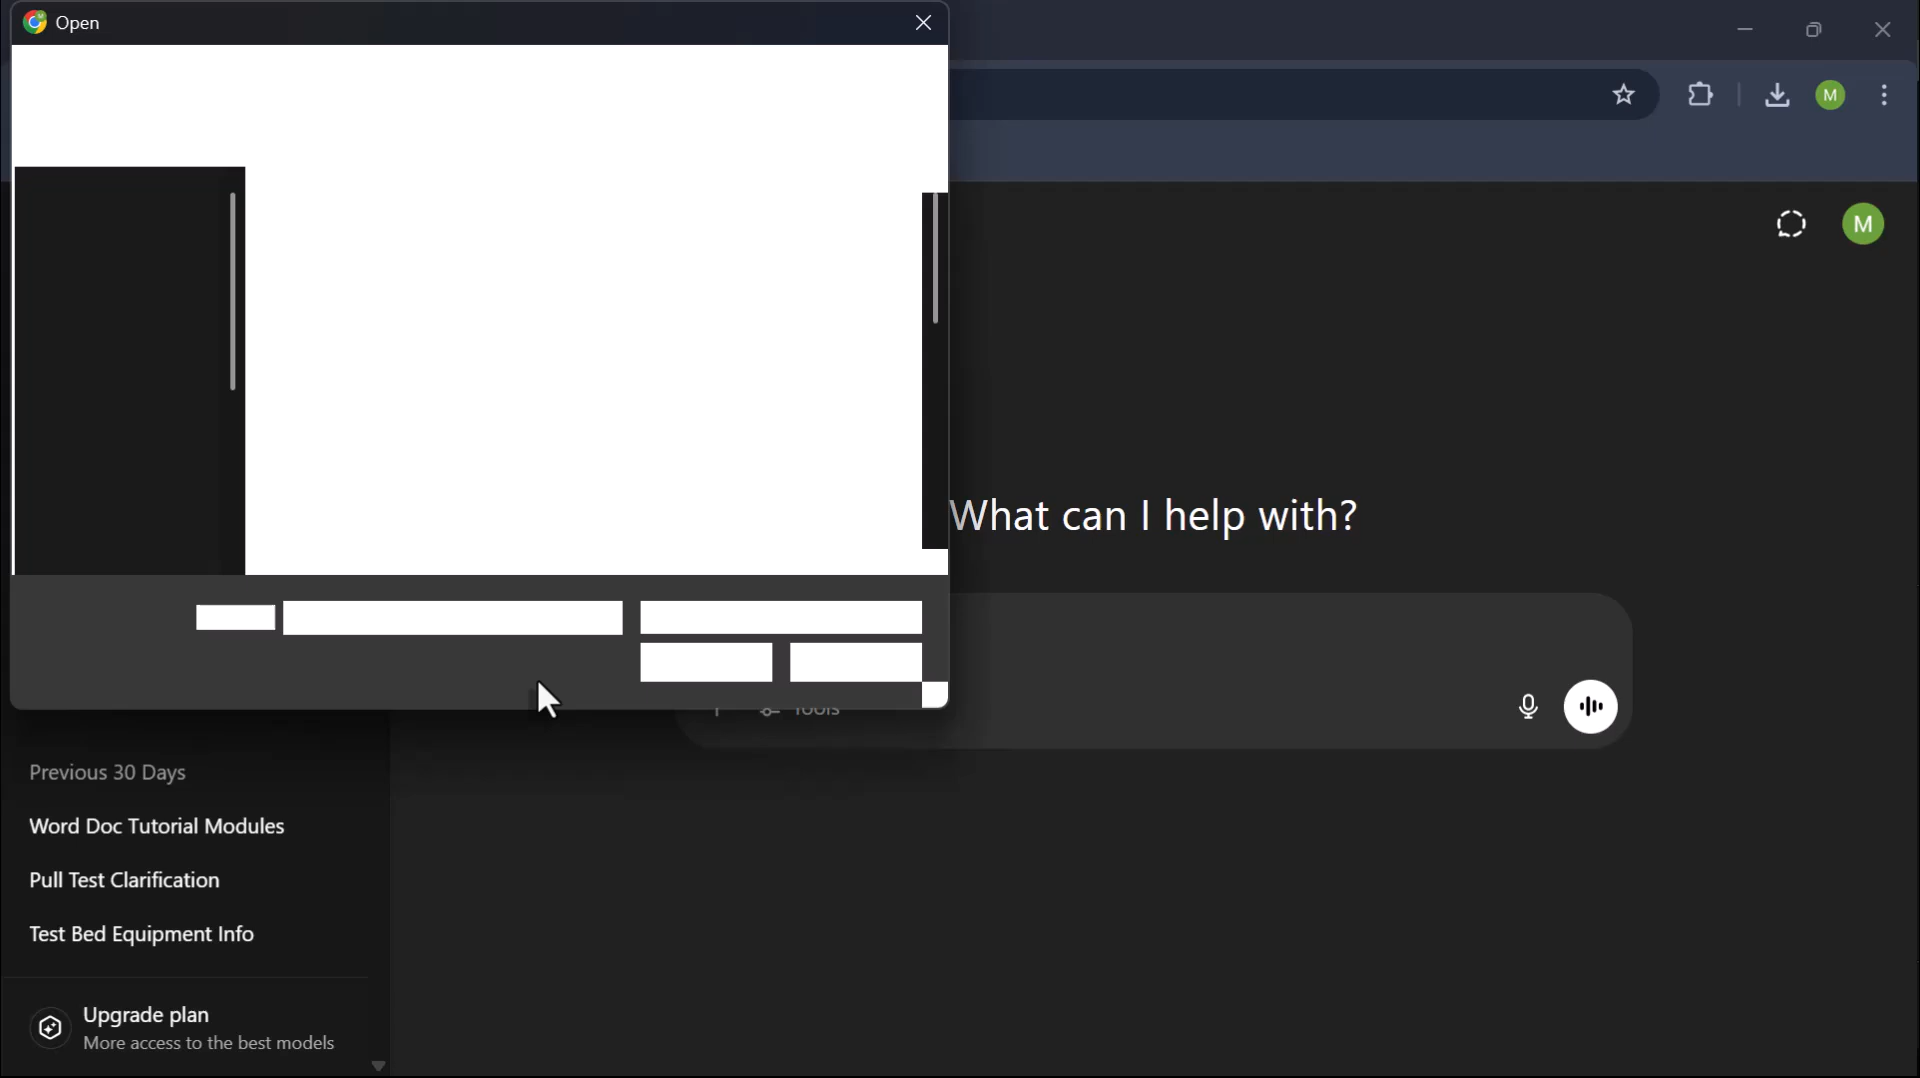 Open
M
M
What can I help with?
Tools
Previous 30 Days
Word Doc Tutorial Modules
Pull Test Clarification
Test Bed Equipment Info
Upgrade plan
More access to the best models